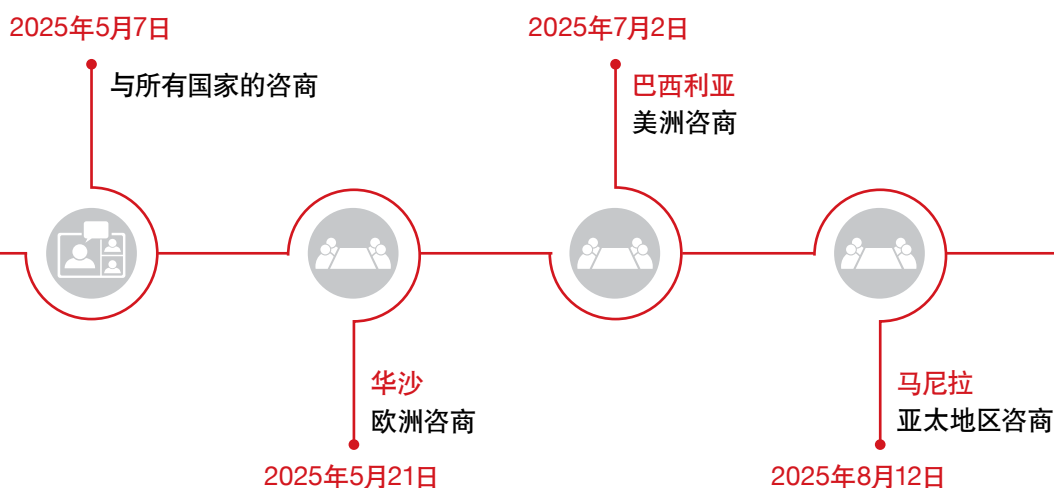 2025年5月7日
与所有国家的咨商
华沙
欧洲咨商
2025年5月21日
2025年7月2日
巴西利亚
美洲咨商
马尼拉
亚太地区咨商
2025年8月12日